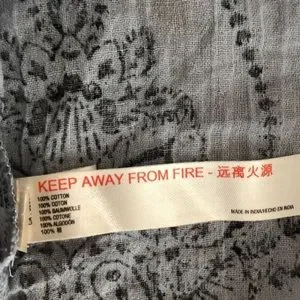 KEEP AWAY FROM FIRE - 远离火源
100% COTTON
100% COTON
100% BAUMWOLLE
100% COTONE
100% ALGODÓN
100% 棉
MADE IN INDIA/HECHO EN INDIA